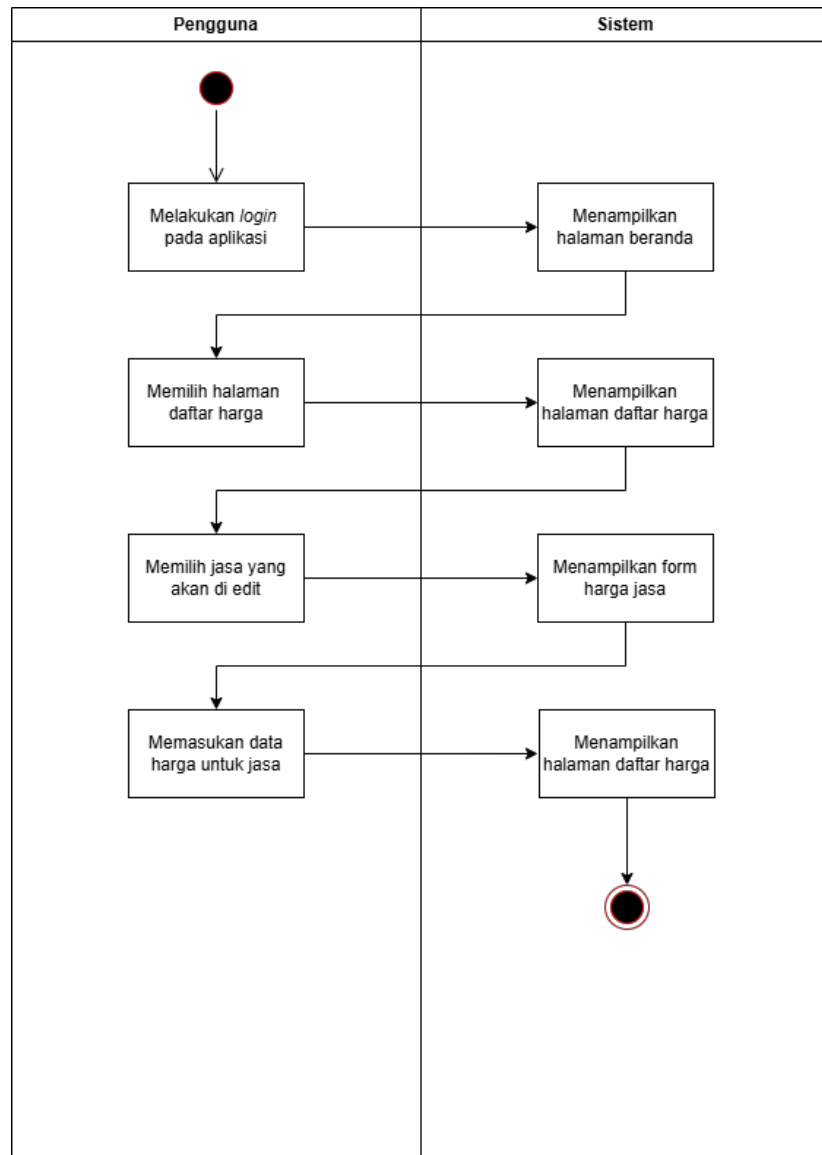 Pengguna
Sistem
Melakukan login
pada aplikasi
Menampilkan
halaman beranda
Memilih halaman
daftar harga
Menampilkan
halaman daftar harga
Memilih jasa yang
akan di edit
Menampilkan form
harga jasa
Memasukan data
harga untuk jasa
Menampilkan
halaman daftar harga